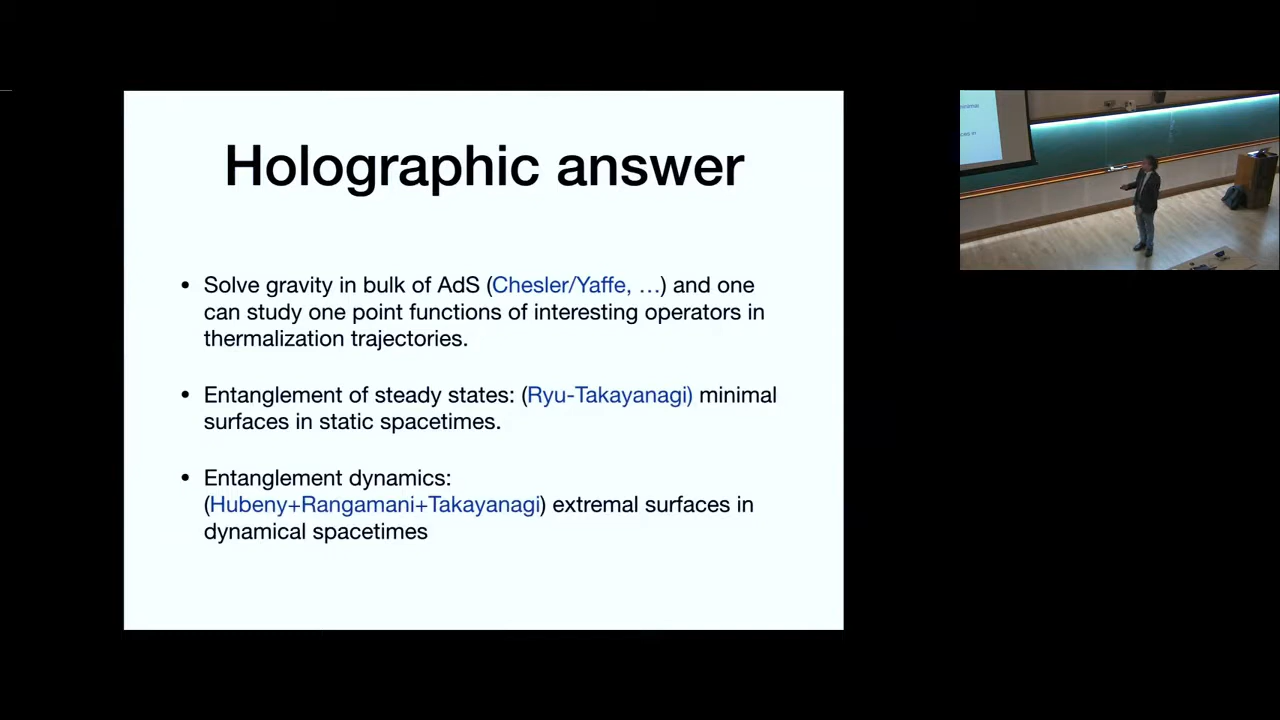 Holographic answer
• Solve gravity in bulk of AdS (Chesler/Yaffe, …) and one
can study one point functions of interesting operators in
thermalization trajectories.
• Entanglement of steady states: (Ryu-Takayanagi) minimal
surfaces in static spacetimes.
• Entanglement dynamics:
(Hubeny+Rangamani+Takayanagi) extremal surfaces in
dynamical spacetimes